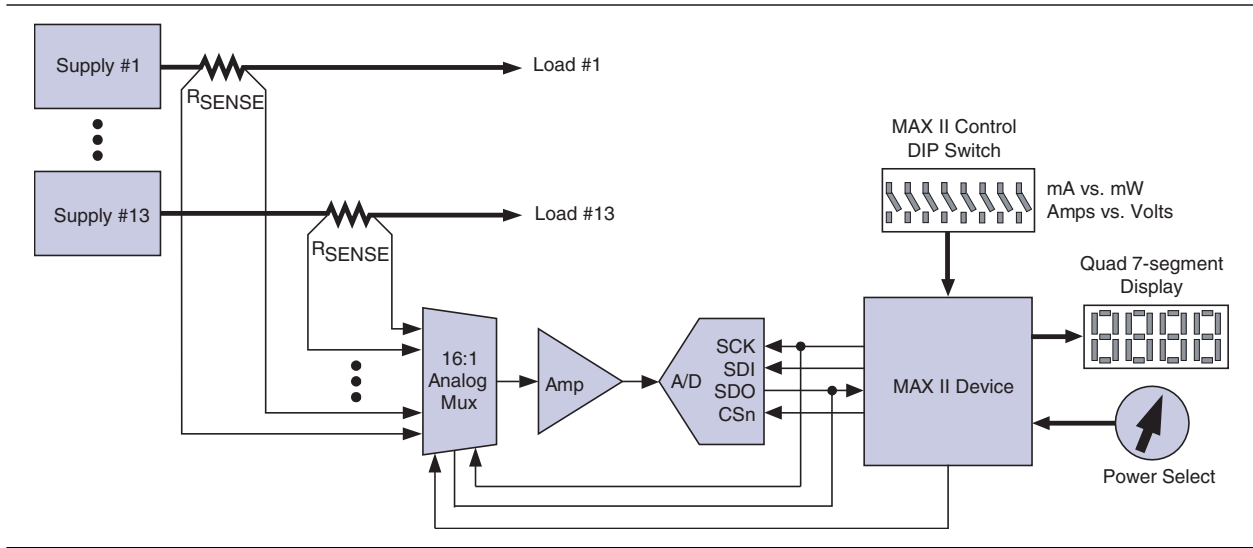 Supply #1
Load #1
RSENSE
MAX II Control
DIP Switch
mA vs. mW
Amps vs. Volts
Supply #13
Load #13
RSENSE
Quad 7-segment
Display
16:1
Analog
Mux
Amp
A/D
SCK
SDI
SDO
CSn
MAX II Device
Power Select